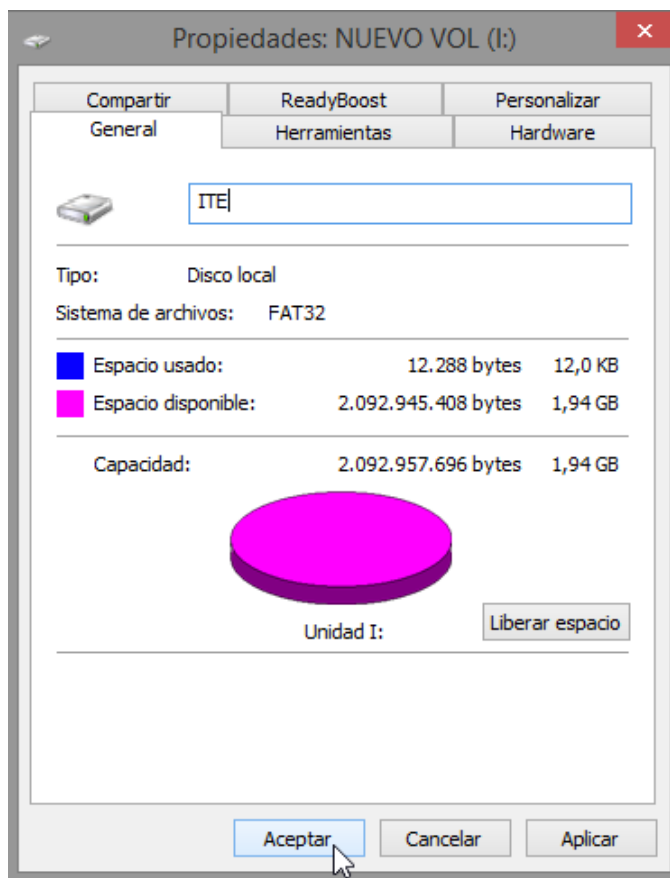 Propiedades: NUEVO VOL (I:)
Compartir ReadyBoost Personalizar
General Herramientas Hardware
ITE
Tipo: Disco local
Sistema de archivos: FAT32
Espacio usado: 12.288 bytes 12,0 KB
Espacio disponible: 2.092.945.408 bytes 1,94 GB
Capacidad: 2.092.957.696 bytes 1,94 GB
Unidad I: Liberar espacio
Aceptar Cancelar Aplicar